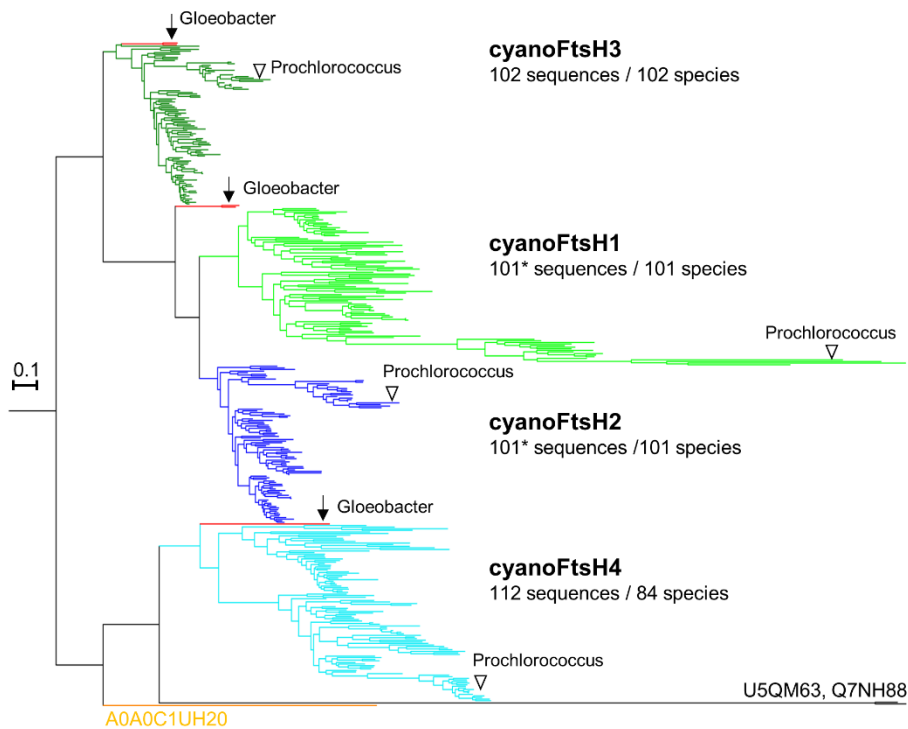 Gloeobacter
cyanoFtsH3
102 sequences / 102 species
Prochlorococcus
Gloeobacter
cyanoFtsH1
101* sequences / 101 species
Prochlorococcus
0.1
Prochlorococcus
cyanoFtsH2
101* sequences /101 species
Gloeobacter
cyanoFtsH4
112 sequences / 84 species
Prochlorococcus
U5QM63, Q7NH88
A0A0C1UH20